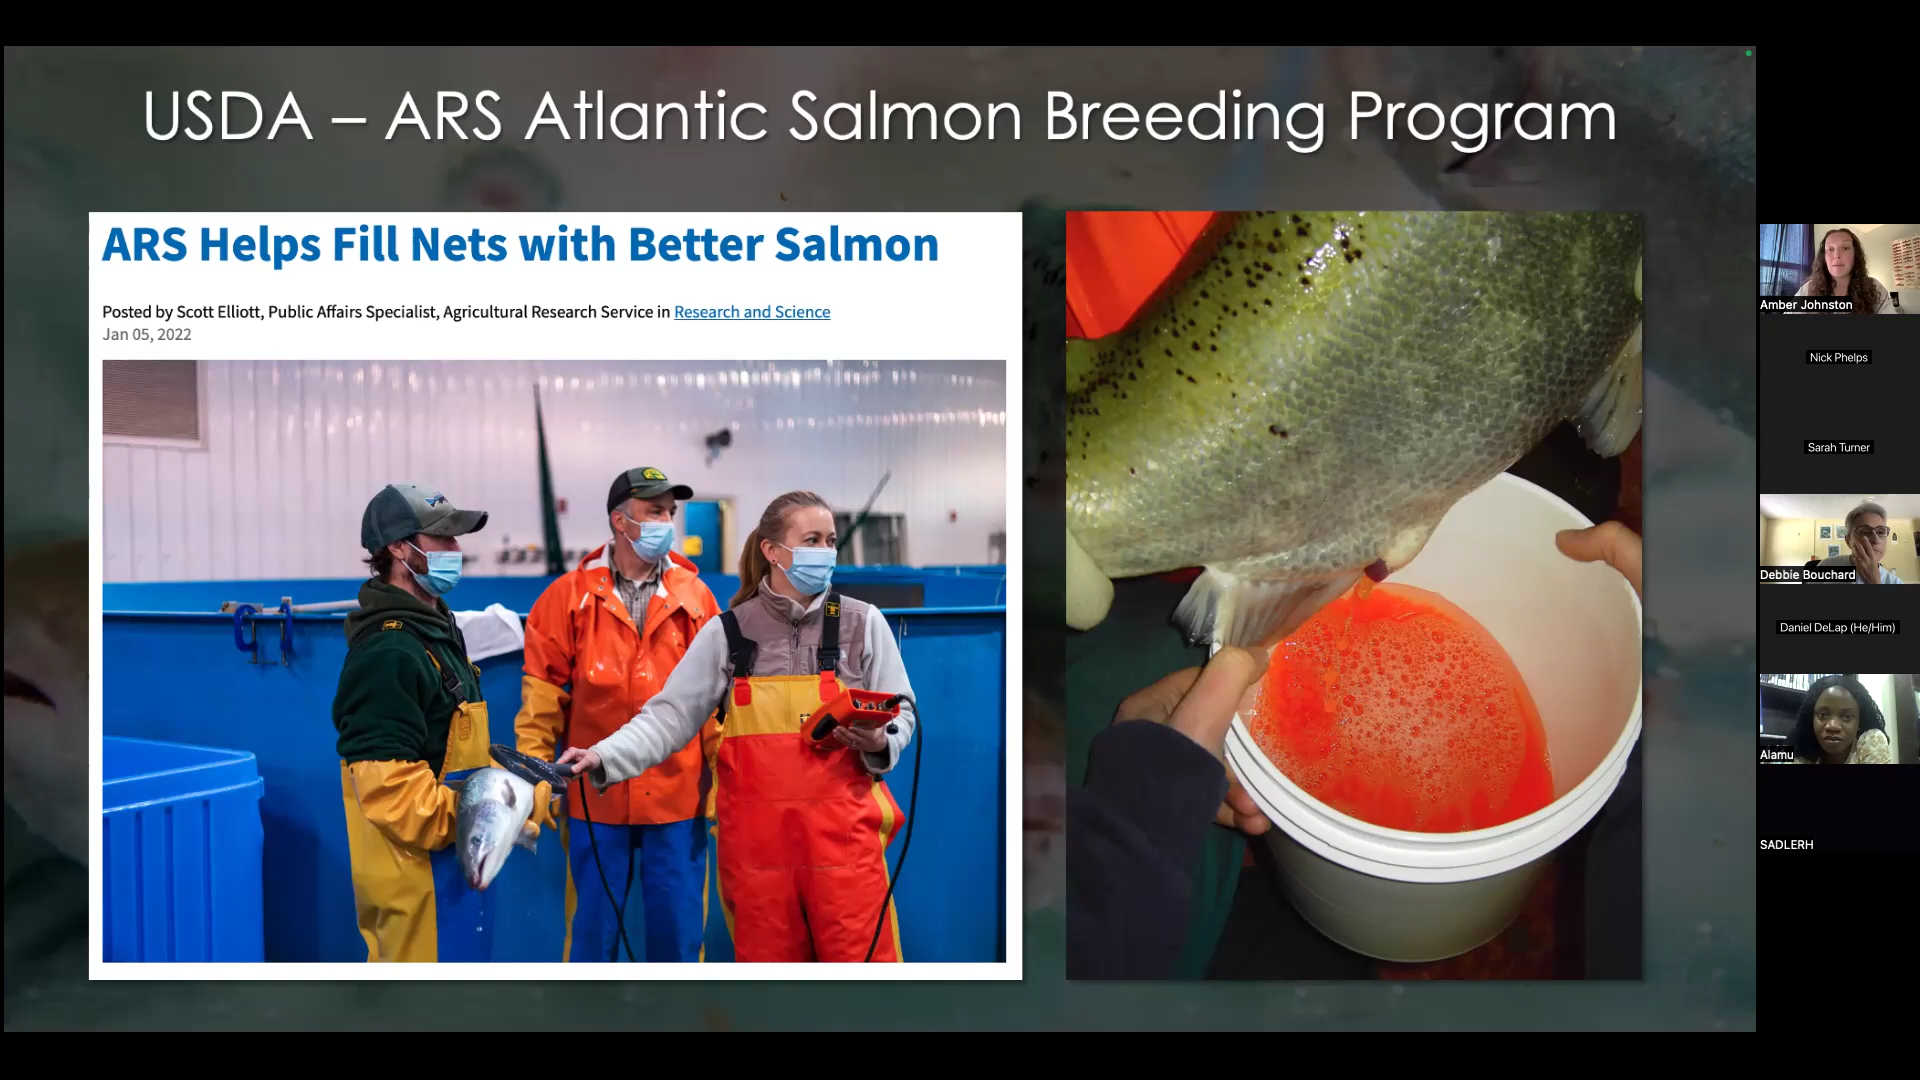 USDA – ARS Atlantic Salmon Breeding Program
ARS Helps Fill Nets with Better Salmon
Posted by Scott Elliott, Public Affairs Specialist, Agricultural Research Service in Research and Science
Jan 05, 2022
Amber Johnston
Nick Phelps
Sarah Turner
Debbie Bouchard
Daniel DeLap (He/Him)
Alamu
SADLERH